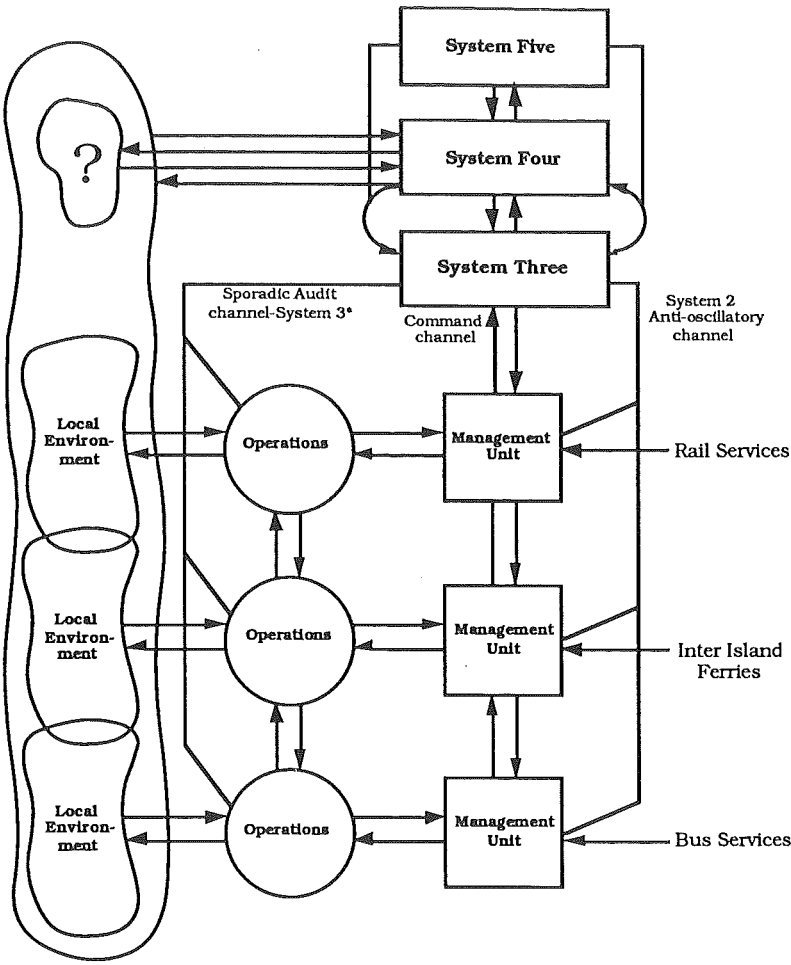 System Five
?
System Four
System Three
Sporadic Audit
channel-System 3*
Command
channel
System 2
Anti-oscillatory
channel
Local
Environ-
ment
Operations
Management
Unit
Rail Services
Local
Environ-
ment
Operations
Management
Unit
Inter Island
Ferries
Local
Environ-
ment
Operations
Management
Unit
Bus Services